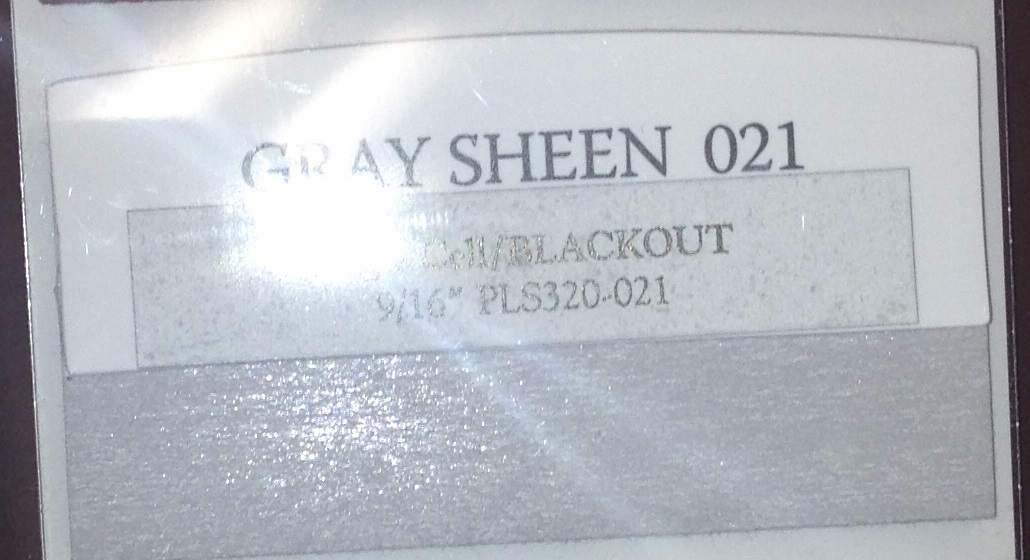 GRAY SHEEN 021
Cell/BLACKOUT
9/16" PLS320-021